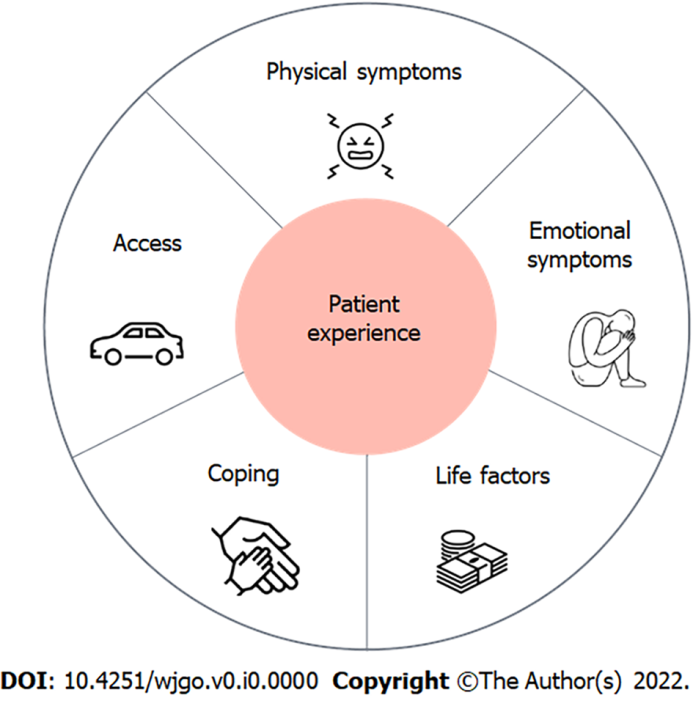 Physical symptoms
Access
Emotional
symptoms
Patient
experience
Coping
Life factors
DOI: 10.4251/wjgo.v0.i0.0000 Copyright ©The Author(s) 2022.